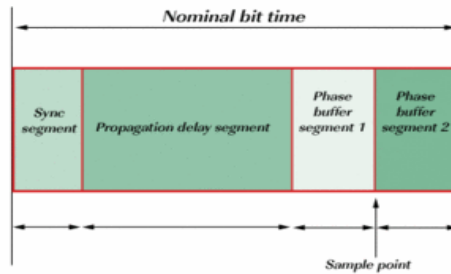 Nominal bit time
Sync
segment
Propagation delay segment
Phase
buffer
segment 1
Phase
buffer
segment 2
Sample point